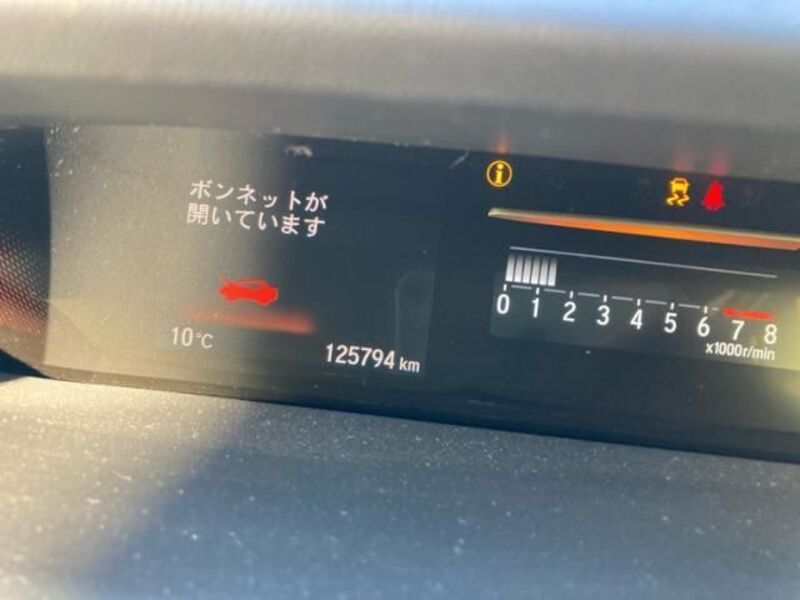 ボンネットが
開いています
10°C
125794 km
i
0 1 2 3 4 5 6 7 8
x1000r/min